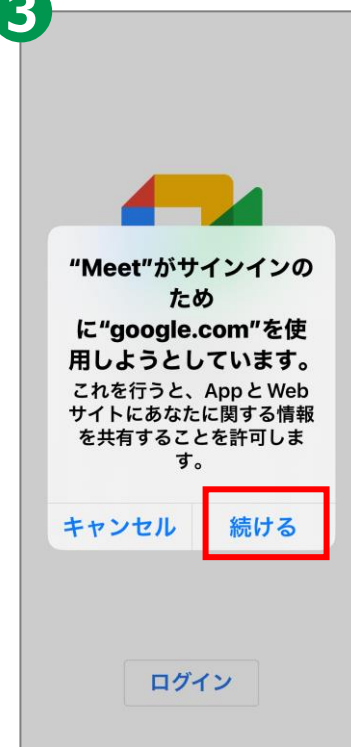 3
“Meet”がサインインの
ため
に“google.com”を使
用しようとしています。
これを行うと、AppとWeb
サイトにあなたに関する情報
を共有することを許可しま
す。
キャンセル 続ける
ログイン